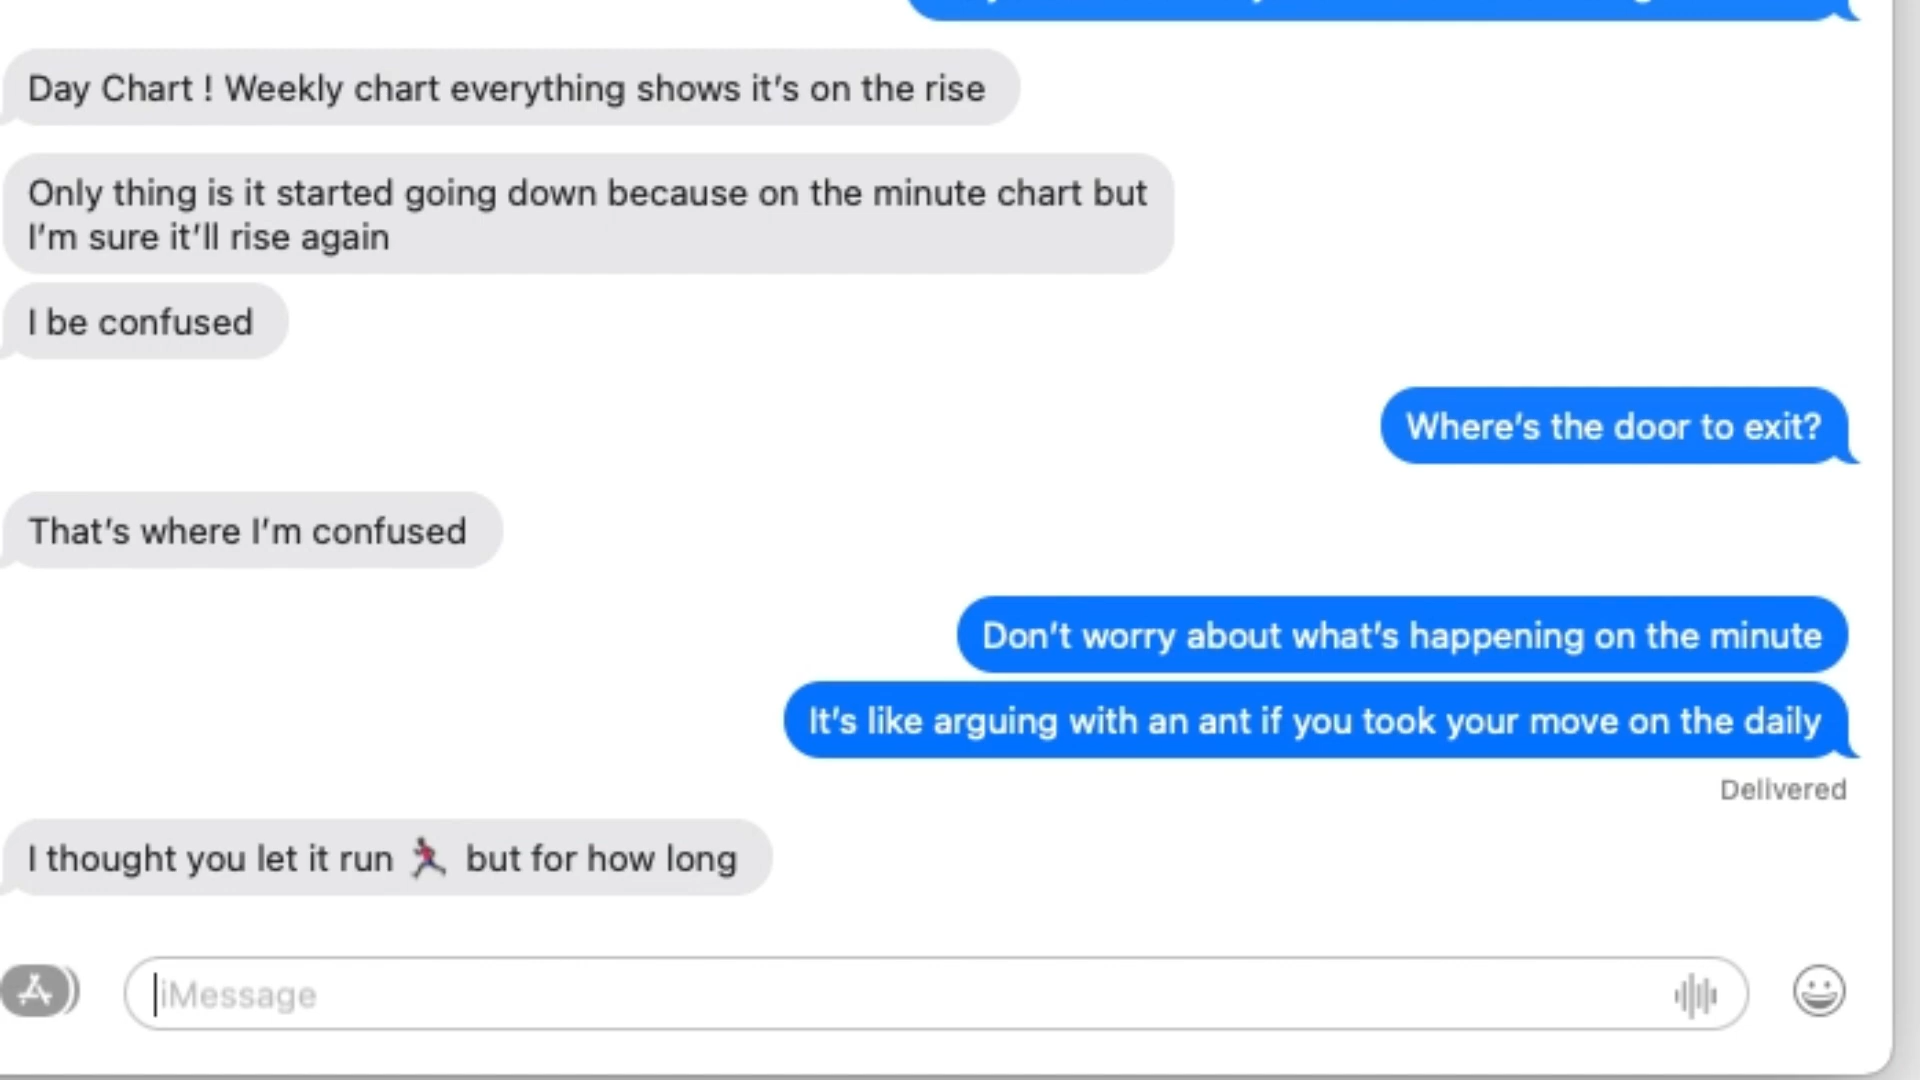 Day Chart ! Weekly chart everything shows it's on the rise
Only thing is it started going down because on the minute chart but
I'm sure it'll rise again
I be confused
Where's the door to exit?
That's where I'm confused
Don't worry about what's happening on the minute
It's like arguing with an ant if you took your move on the daily
Delivered
I thought you let it run 🏃🏾‍♀️ but for how long
iMessage